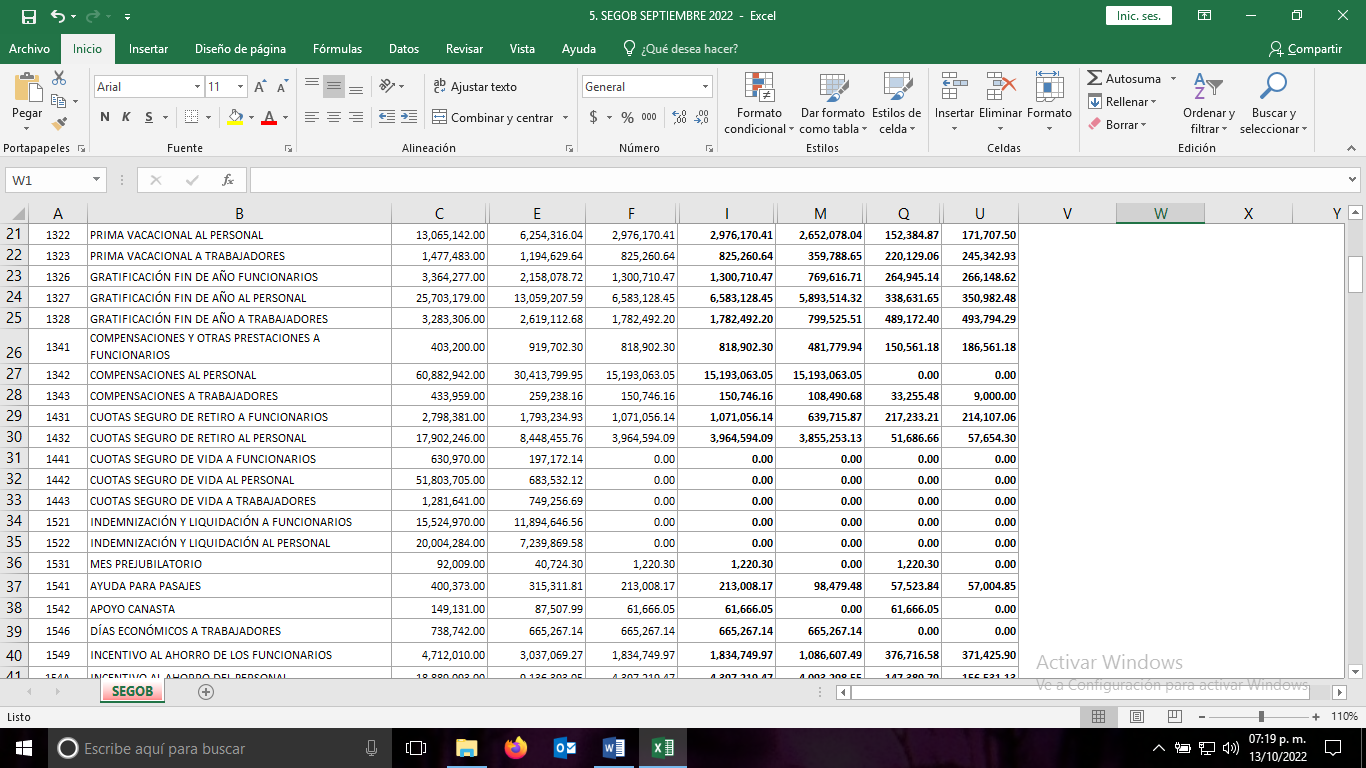 5. SEGOB SEPTIEMBRE 2022 - Excel
Inic. ses.
Archivo Inicio Insertar Diseño de página Fórmulas Datos Revisar Vista Ayuda ¿Qué desea hacer? Compartir
Pegar
Portapapeles
Arial 11
N K S
Fuente
Ajustar texto
Combinar y centrar
Alineación
General
$ % 000
Número
Formato condicional
Dar formato como tabla
Estilos de celda
Estilos
Insertar Eliminar Formato
Celdas
Autosuma
Rellenar
Borrar
Ordenar y filtrar
Buscar y seleccionar
Edición
W1 fx
A B C E F I M Q U V W X Y
21 1322 PRIMA VACACIONAL AL PERSONAL 13,065,142.00 6,254,316.04 2,976,170.41 2,976,170.41 2,652,078.04 152,384.87 171,707.50
22 1323 PRIMA VACACIONAL A TRABAJADORES 1,477,483.00 1,194,629.64 825,260.64 825,260.64 359,788.65 220,129.06 245,342.93
23 1326 GRATIFICACIÓN FIN DE AÑO FUNCIONARIOS 3,364,277.00 2,158,078.72 1,300,710.47 1,300,710.47 769,616.71 264,945.14 266,148.62
24 1327 GRATIFICACIÓN FIN DE AÑO AL PERSONAL 25,703,179.00 13,059,207.59 6,583,128.45 6,583,128.45 5,893,514.32 338,631.65 350,982.48
25 1328 GRATIFICACIÓN FIN DE AÑO A TRABAJADORES 3,283,306.00 2,619,112.68 1,782,492.20 1,782,492.20 799,525.51 489,172.40 493,794.29
26 1341 COMPENSACIONES Y OTRAS PRESTACIONES A FUNCIONARIOS 403,200.00 919,702.30 818,902.30 818,902.30 481,779.94 150,561.18 186,561.18
27 1342 COMPENSACIONES AL PERSONAL 60,882,942.00 30,413,799.95 15,193,063.05 15,193,063.05 15,193,063.05 0.00 0.00
28 1343 COMPENSACIONES A TRABAJADORES 433,959.00 259,238.16 150,746.16 150,746.16 108,490.68 33,255.48 9,000.00
29 1431 CUOTAS SEGURO DE RETIRO A FUNCIONARIOS 2,798,381.00 1,793,234.93 1,071,056.14 1,071,056.14 639,715.87 217,233.21 214,107.06
30 1432 CUOTAS SEGURO DE RETIRO AL PERSONAL 17,902,246.00 8,448,455.76 3,964,594.09 3,964,594.09 3,855,253.13 51,686.66 57,654.30
31 1441 CUOTAS SEGURO DE VIDA A FUNCIONARIOS 630,970.00 197,172.14 0.00 0.00 0.00 0.00 0.00
32 1442 CUOTAS SEGURO DE VIDA AL PERSONAL 51,803,705.00 683,532.12 0.00 0.00 0.00 0.00 0.00
33 1443 CUOTAS SEGURO DE VIDA A TRABAJADORES 1,281,641.00 749,256.69 0.00 0.00 0.00 0.00 0.00
34 1521 INDEMNIZACIÓN Y LIQUIDACIÓN A FUNCIONARIOS 15,524,970.00 11,894,646.56 0.00 0.00 0.00 0.00 0.00
35 1522 INDEMNIZACIÓN Y LIQUIDACIÓN AL PERSONAL 20,004,284.00 7,239,869.58 0.00 0.00 0.00 0.00 0.00
36 1531 MES PREJUBILATORIO 92,009.00 40,724.30 1,220.30 1,220.30 0.00 1,220.30 0.00
37 1541 AYUDA PARA PASAJES 400,373.00 315,311.81 213,008.17 213,008.17 98,479.48 57,523.84 57,004.85
38 1542 APOYO CANASTA 149,131.00 87,507.99 61,666.05 61,666.05 0.00 61,666.05 0.00
39 1546 DÍAS ECONÓMICOS A TRABAJADORES 738,742.00 665,267.14 665,267.14 665,267.14 665,267.14 0.00 0.00
40 1549 INCENTIVO AL AHORRO DE LOS FUNCIONARIOS 4,712,010.00 3,037,069.27 1,834,749.97 1,834,749.97 1,086,607.49 376,716.58 371,425.90
41 154A INCENTIVO AL AHORRO DEL PERSONAL
Activar Windows
Ve a Configuración para activar Windows.
SEGOB
Listo 110%
Escribe aquí para buscar
07:19 p. m.
13/10/2022